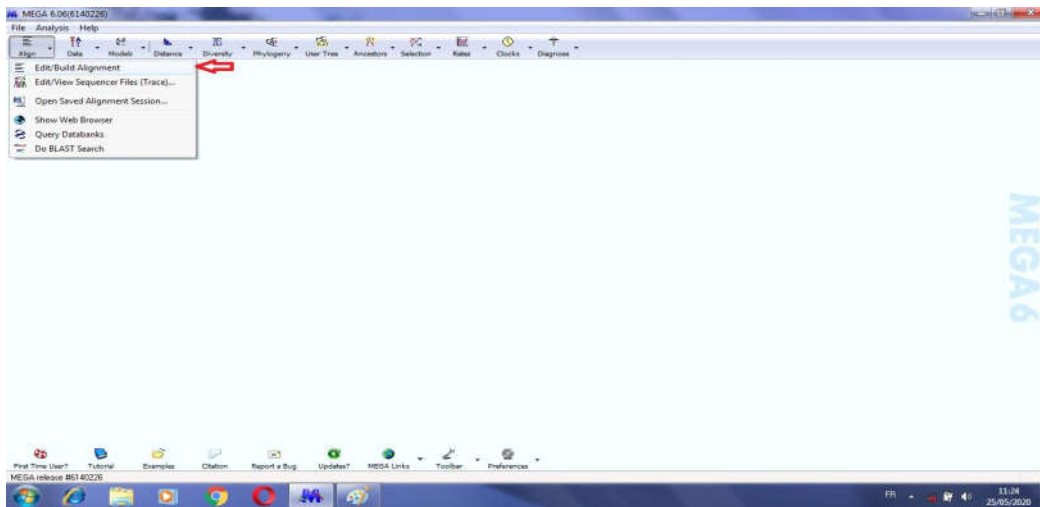 MEGA 6.06(6140226)
File Analysis Help
Align Data Models Distance Diversity Phylogeny User Tree Ancestors Selection Rates Clocks Diagnose
Edit/Build Alignment
Edit/View Sequencer Files (Trace)...
Open Saved Alignment Session...
Show Web Browser
Query Databanks
Do BLAST Search
MEGA 6
First Time User? Tutorial Examples Citation Report a Bug Updates? MEGA Links Toolbar Preferences
MEGA release #6140226
FR 11:24
25/05/2020